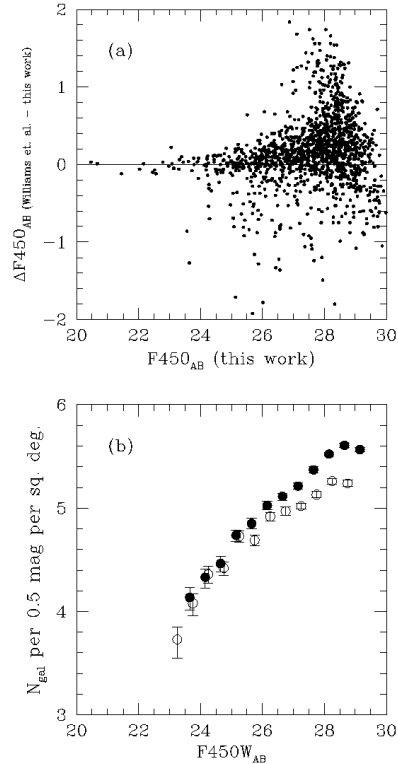 (a)
2
1
0
−1
−2
ΔF450AB (Williams et. al − this work)
20 22 24 26 28 30
F450AB (this work)
(b)
6
5
4
3
Ngal per 0.5 mag per sq. deg.
20 22 24 26 28 30
F450WAB